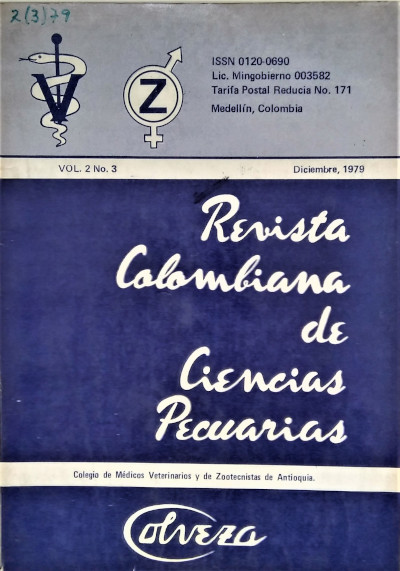 2(3)79
V
Z
ISSN 0120-0690
Lic. Mingobierno 003582
Tarifa Postal Reducia No. 171
Medellín, Colombia
VOL. 2 No. 3
Diciembre, 1979
Revista
Colombiana
de
Ciencias
Pecuarias
Colegio de Médicos Veterinarios y de Zootecnistas de Antioquia.
Colveza